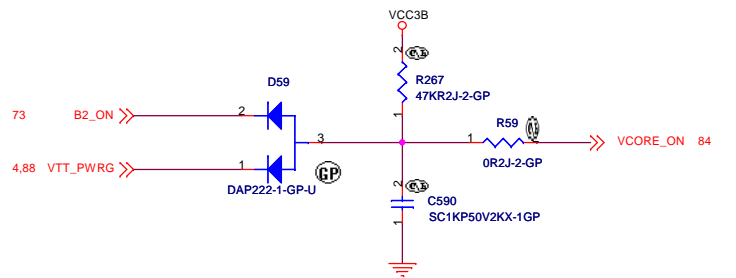 VCC3B
2
R267
47KR2J-2-GP
1
D59
73 B2_ON 2
3
1 R59
VCORE_ON 84
0R2J-2-GP
4,88 VTT_PWRG 1
GP
DAP222-1-GP-U
2
C590
SC1KP50V2KX-1GP
1